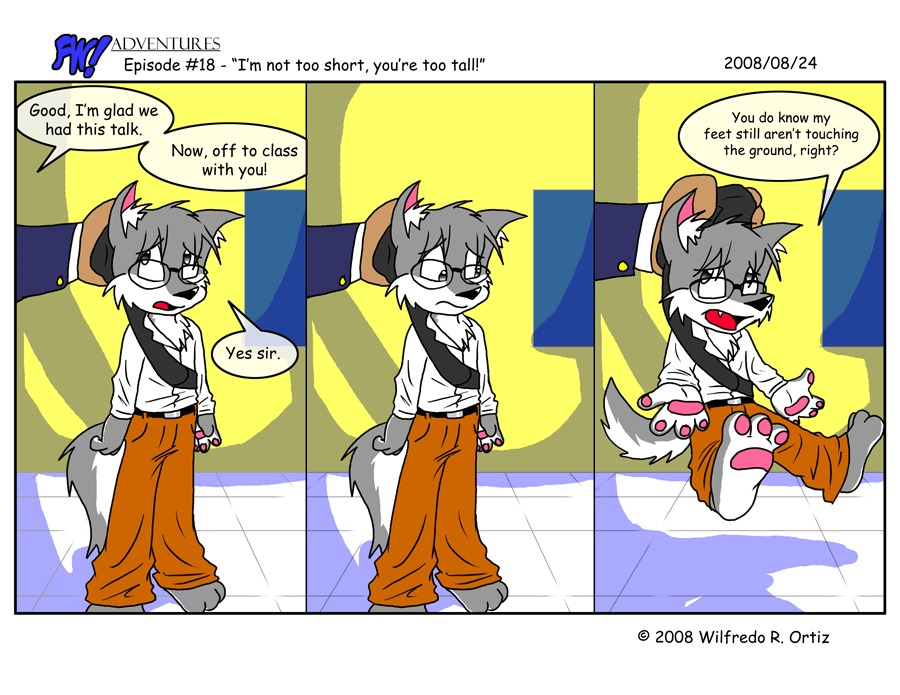 FW! ADVENTURES
Episode #18 - “I’m not too short, you’re too tall!”
2008/08/24
Good, I’m glad we
had this talk.
Now, off to class
with you!
Yes sir.
You do know my
feet still aren’t touching
the ground, right?
© 2008 Wilfredo R. Ortiz